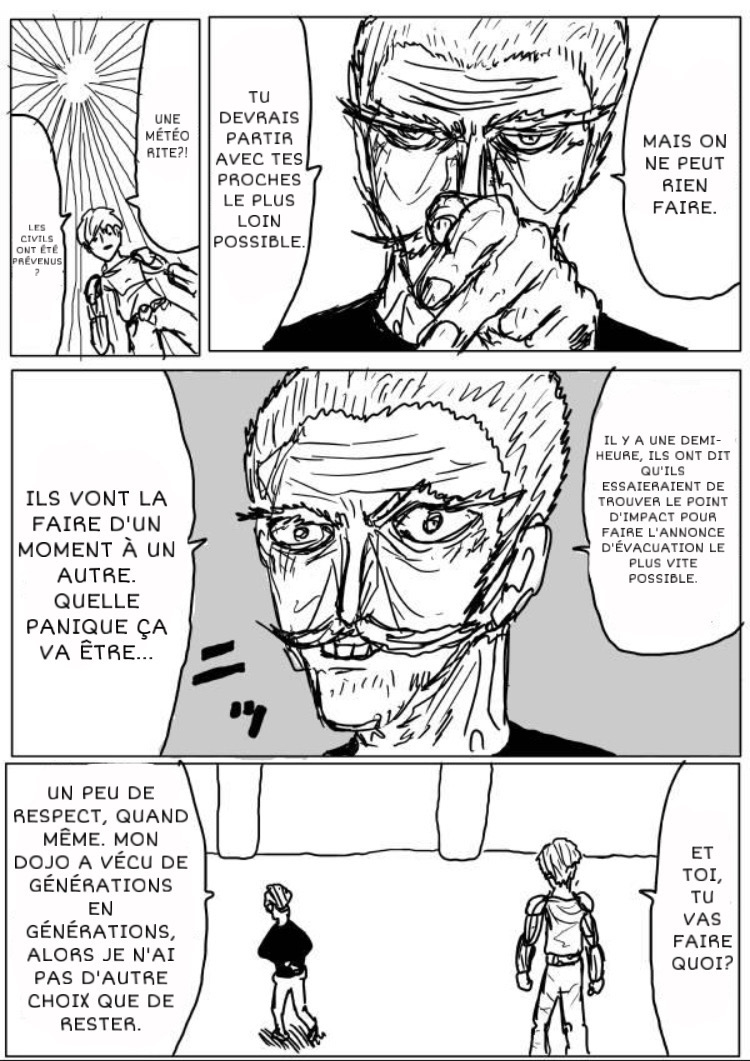 MAIS ON
NE PEUT
RIEN
FAIRE.
TU
DEVRAIS
PARTIR
AVEC TES
PROCHES
LE PLUS
LOIN
POSSIBLE.
UNE
MÉTÉO
RITE?!
LES
CIVILS
ONT ÉTÉ
PRÉVENUS
?
IL Y A UNE DEMI-
HEURE, ILS ONT DIT
QU'ILS
ESSAIERAIENT DE
TROUVER LE POINT
D'IMPACT POUR
FAIRE L'ANNONCE
D'ÉVACUATION LE
PLUS VITE
POSSIBLE.
ILS VONT LA
FAIRE D'UN
MOMENT À UN
AUTRE.
QUELLE
PANIQUE ÇA
VA ÊTRE...
ニッ
ET
TOI,
TU
VAS
FAIRE
QUOI?
UN PEU DE
RESPECT, QUAND
MÊME. MON
DOJO A VÉCU DE
GÉNÉRATIONS
EN
GÉNÉRATIONS,
ALORS JE N'AI
PAS D'AUTRE
CHOIX QUE DE
RESTER.